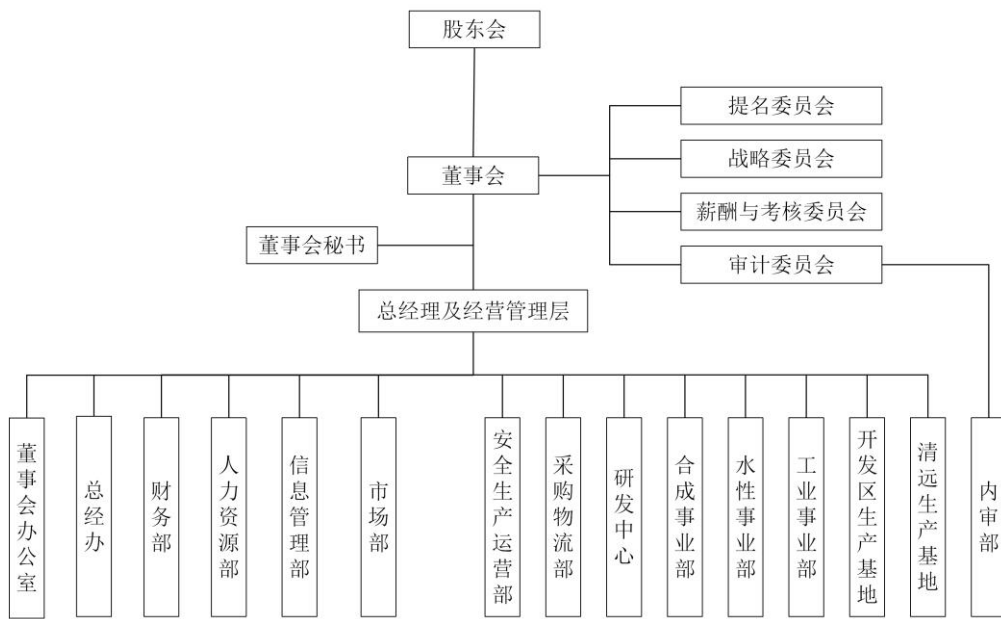 股东会
提名委员会
战略委员会
董事会
薪酬与考核委员会
董事会秘书
审计委员会
总经理及经营管理层
董事会办公室
总经办
财务部
人力资源部
信息管理部
市场部
安全生产运营部
采购物流部
研发中心
合成事业部
水性事业部
工业事业部
开发区生产基地
清远生产基地
内审部